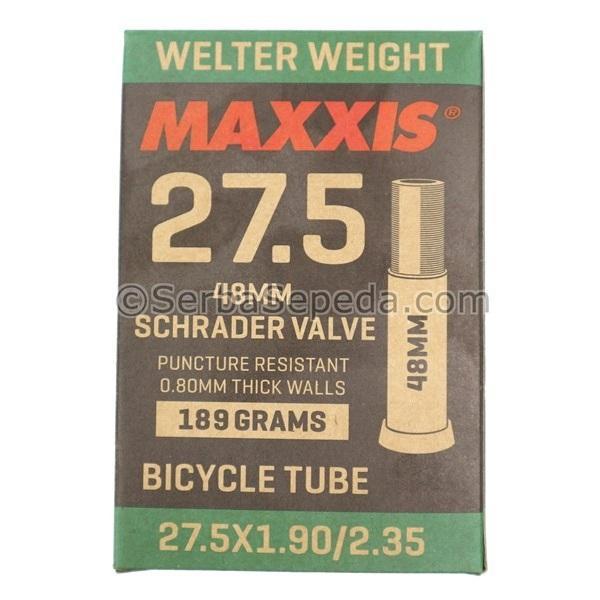 WELTER WEIGHT
MAXXIS®
27.5
48MM
©SerbaSepeda.com
SCHRADER VALVE
PUNCTURE RESISTANT
0.80MM THICK WALLS
189 GRAMS
48MM
BICYCLE TUBE
27.5X1.90/2.35